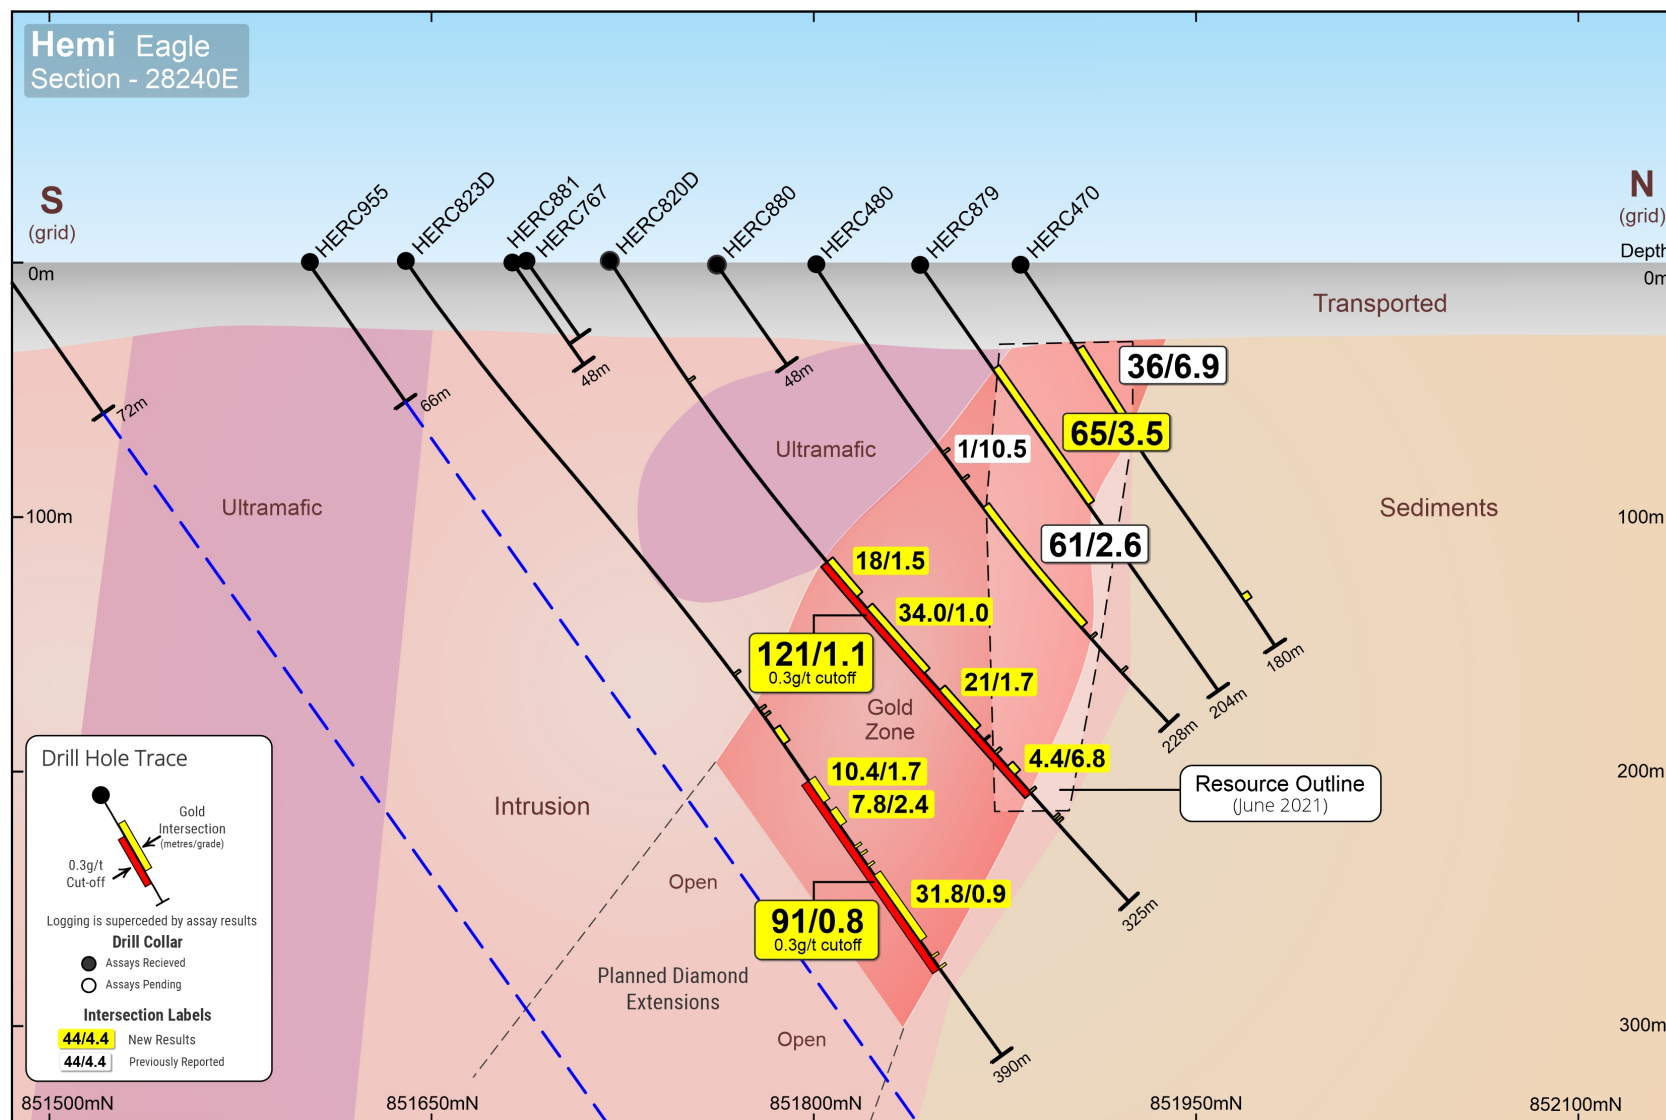 Hemi Eagle
Section - 28240E
S
(grid)
N
(grid)
HERC955
HERC823D
HERC881
HERC767
HERC820D
HERC880
HERC480
HERC879
HERC470
Depth
0m
0m
Transported
48m
48m
72m
66m
36/6.9
65/3.5
1/10.5
Ultramafic
Ultramafic
Sediments
100m
100m
61/2.6
18/1.5
34.0/1.0
121/1.1
0.3g/t cutoff
21/1.7
Gold
Zone
180m
204m
228m
4.4/6.8
10.4/1.7
7.8/2.4
200m
Resource Outline
(June 2021)
Intrusion
Open
31.8/0.9
91/0.8
0.3g/t cutoff
325m
Planned Diamond
Extensions
Open
300m
390m
Drill Hole Trace
Gold
Intersection
(metres/grade)
0.3g/t
Cut-off
Logging is superceded by assay results
Drill Collar
Assays Recieved
Assays Pending
Intersection Labels
44/4.4 New Results
44/4.4 Previously Reported
851500mN
851650mN
851800mN
851950mN
852100mN